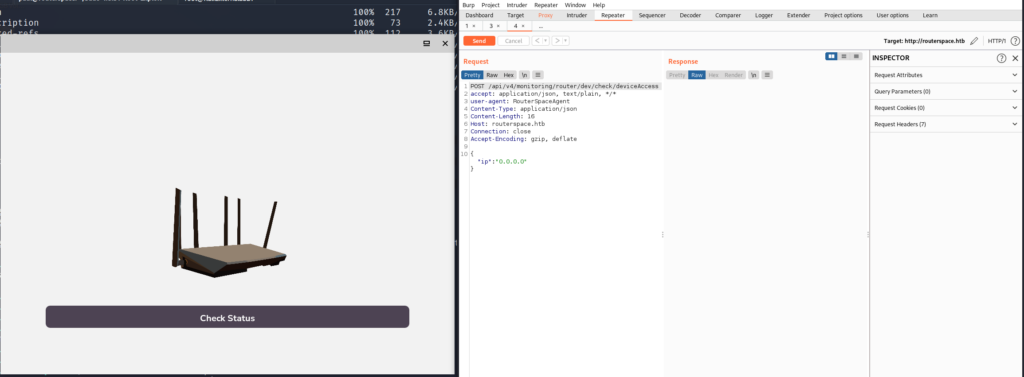 100% 217 6.8KB/
cription 100% 73 2.4KB/
ed-refs 100% 112 3.6KB/
Check Status
Burp Project Intruder Repeater Window Help
Dashboard Target Proxy Intruder Repeater Sequencer Decoder Comparer Logger Extender Project options User options Learn
1 × 3 × 4 × ...
Send Cancel < > Target: http://routerspace.htb HTTP/1 ?
Request
Pretty Raw Hex \n
1 POST /api/v4/monitoring/router/dev/check/deviceAccess
2 accept: application/json, text/plain, */*
3 user-agent: RouterSpaceAgent
4 Content-Type: application/json
5 Content-Length: 16
6 Host: routerspace.htb
7 Connection: close
8 Accept-Encoding: gzip, deflate
9
10 {
"ip":"0.0.0.0"
}
Response
Pretty Raw Hex Render \n
INSPECTOR ?
Request Attributes
Query Parameters (0)
Request Cookies (0)
Request Headers (7)